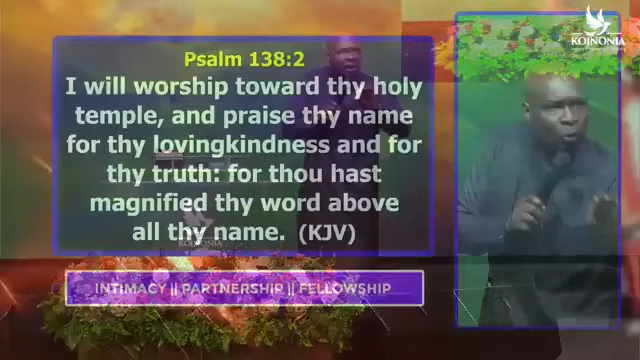 Psalm 138:2
I will worship toward thy holy
temple, and praise thy name
for thy lovingkindness and for
thy truth: for thou hast
magnified thy word above
all thy name. (KJV)
KOINONIA
KOINONIA
INTIMACY || PARTNERSHIP || FELLOWSHIP